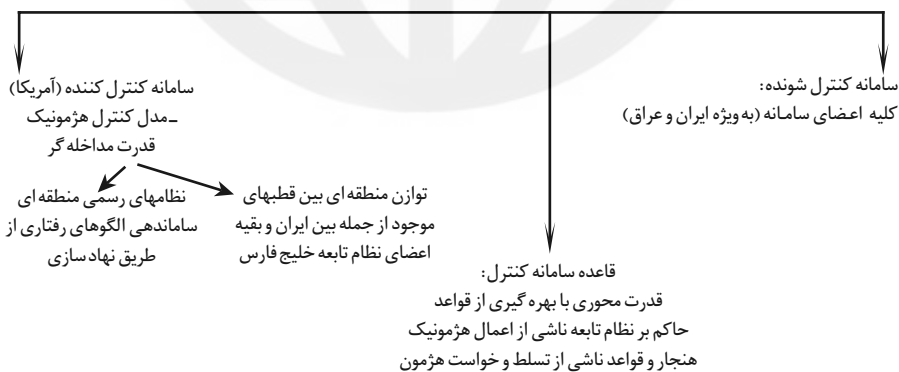 سامانه کنترل شونده:
کلیه اعضای سامانه (به ویژه ایران و عراق)
سامانه کنترل کننده (آمریکا)
ـ مدل کنترل هژمونیک
قدرت مداخله گر
توازن منطقه ای بین قطبهای
موجود از جمله بین ایران و بقیه
اعضای نظام تابعه خلیج فارس
نظامهای رسمی منطقه ای
ساماندهی الگوهای رفتاری از
طریق نهاد سازی
قاعده سامانه کنترل:
قدرت محوری با بهره گیری از قواعد
حاکم بر نظام تابعه ناشی از اعمال هژمونیک
هنجار و قواعد ناشی از تسلط و خواست هژمون